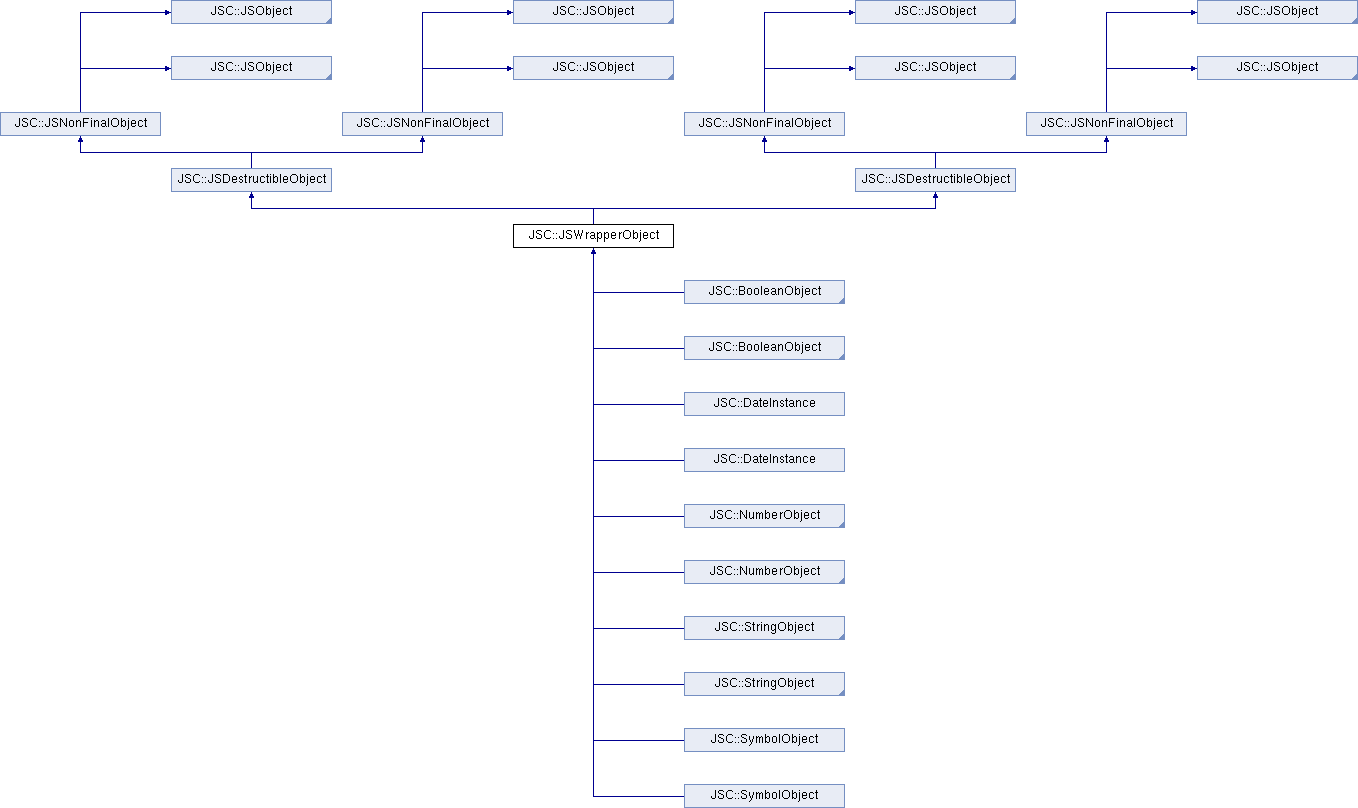 JSC::JSObject JSC::JSObject JSC::JSObject JSC::JSObject
JSC::JSObject JSC::JSObject JSC::JSObject JSC::JSObject
JSC::JSNonFinalObject JSC::JSNonFinalObject JSC::JSNonFinalObject JSC::JSNonFinalObject
JSC::JSDestructibleObject JSC::JSDestructibleObject
JSC::JSWrapperObject
JSC::BooleanObject
JSC::BooleanObject
JSC::DateInstance
JSC::DateInstance
JSC::NumberObject
JSC::NumberObject
JSC::StringObject
JSC::StringObject
JSC::SymbolObject
JSC::SymbolObject